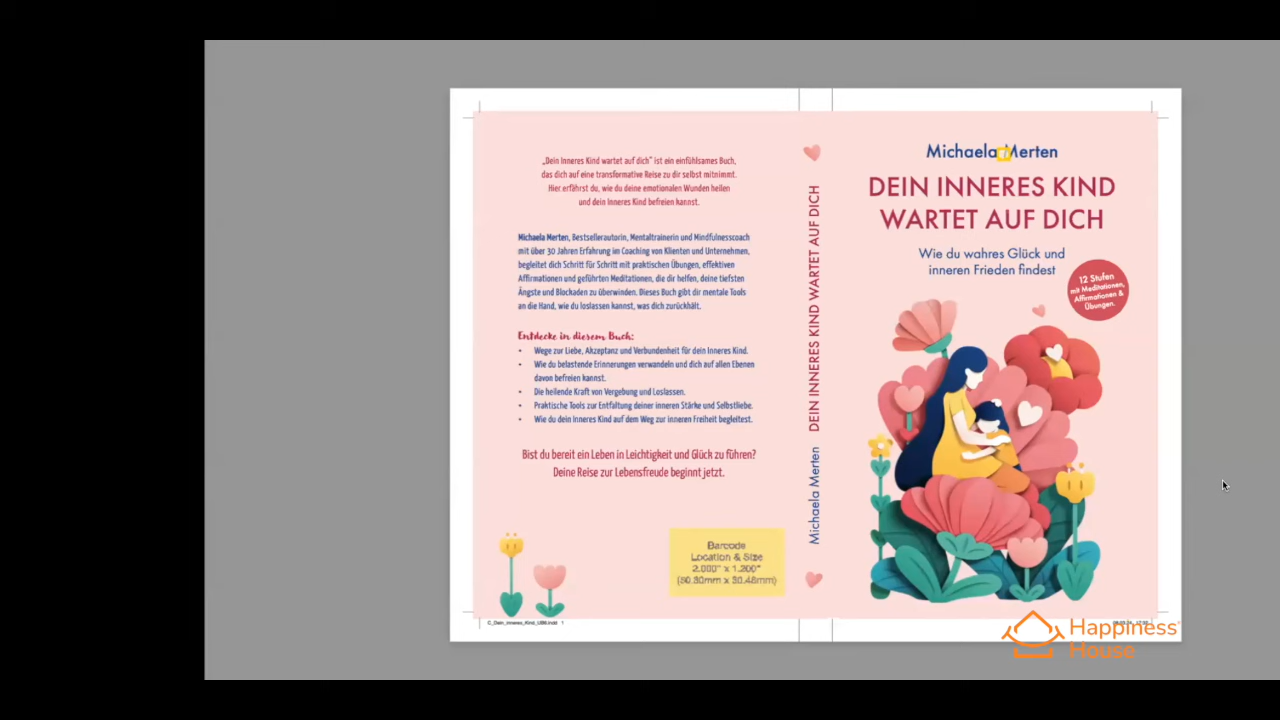 „Dein Inneres Kind wartet auf dich" ist ein einfühlsames Buch,
das dich auf eine transformative Reise zu dir selbst mitnimmt.
Hier erfährst du, wie du deine emotionalen Wunden heilen
und dein Inneres Kind befreien kannst.
Michaela Merten, Bestsellerautorin, Mentaltrainerin und Mindfulnesscoach
mit über 30 Jahren Erfahrung im Coaching von Klienten und Unternehmen,
begleitet dich Schritt für Schritt mit praktischen Übungen, effektiven
Affirmationen und geführten Meditationen, die dir helfen, deine tiefsten
Ängste und Blockaden zu überwinden. Dieses Buch gibt dir mentale Tools
an die Hand, wie du loslassen kannst, was dich zurückhält.
Entdecke in diesem Buch:
• Wege zur Liebe, Akzeptanz und Verbundenheit für dein Inneres Kind.
• Wie du belastende Erinnerungen verwandeln und dich auf allen Ebenen
davon befreien kannst.
• Die heilende Kraft von Vergebung und Loslassen.
• Praktische Tools zur Entfaltung deiner inneren Stärke und Selbstliebe.
• Wie du dein Inneres Kind auf dem Weg zur inneren Freiheit begleitest.
Bist du bereit ein Leben in Leichtigkeit und Glück zu führen?
Deine Reise zur Lebensfreude beginnt jetzt.
Barcode
Location & Size
2.000" x 1.200"
(50.80mm x 30.48mm)
Michaela Merten DEIN INNERES KIND WARTET AUF DICH
Michaela Merten
DEIN INNERES KIND
WARTET AUF DICH
Wie du wahres Glück und
inneren Frieden findest
12 Stufen
mit Meditationen,
Affirmationen &
Übungen.
Happiness
House